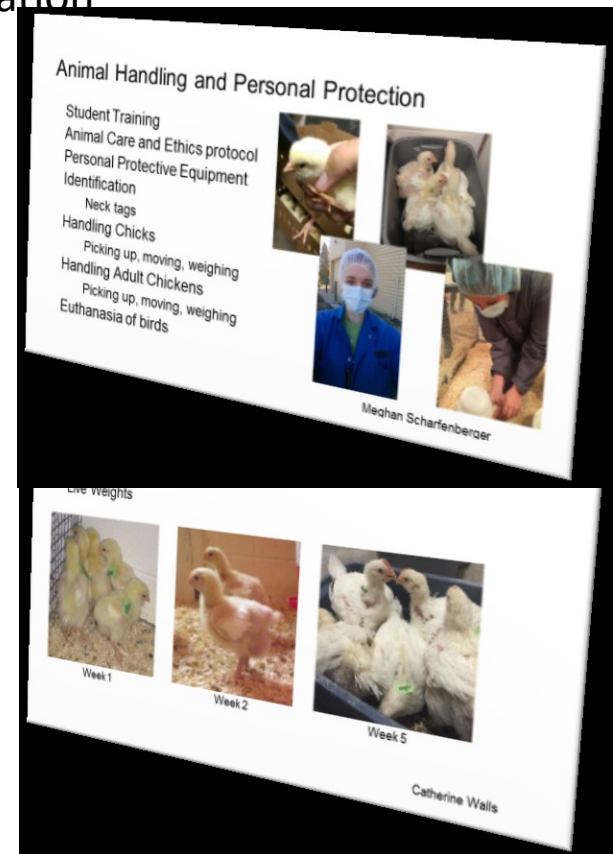 Animal Handling and Personal Protection
Student Training
Animal Care and Ethics protocol
Personal Protective Equipment
Identification
Neck tags
Handling Chicks
Picking up, moving, weighing
Handling Adult Chickens
Picking up, moving, weighing
Euthanasia of birds
Meghan Scharfenberger
Live Weights
Week 1
Week 2
Week 5
Catherine Walls